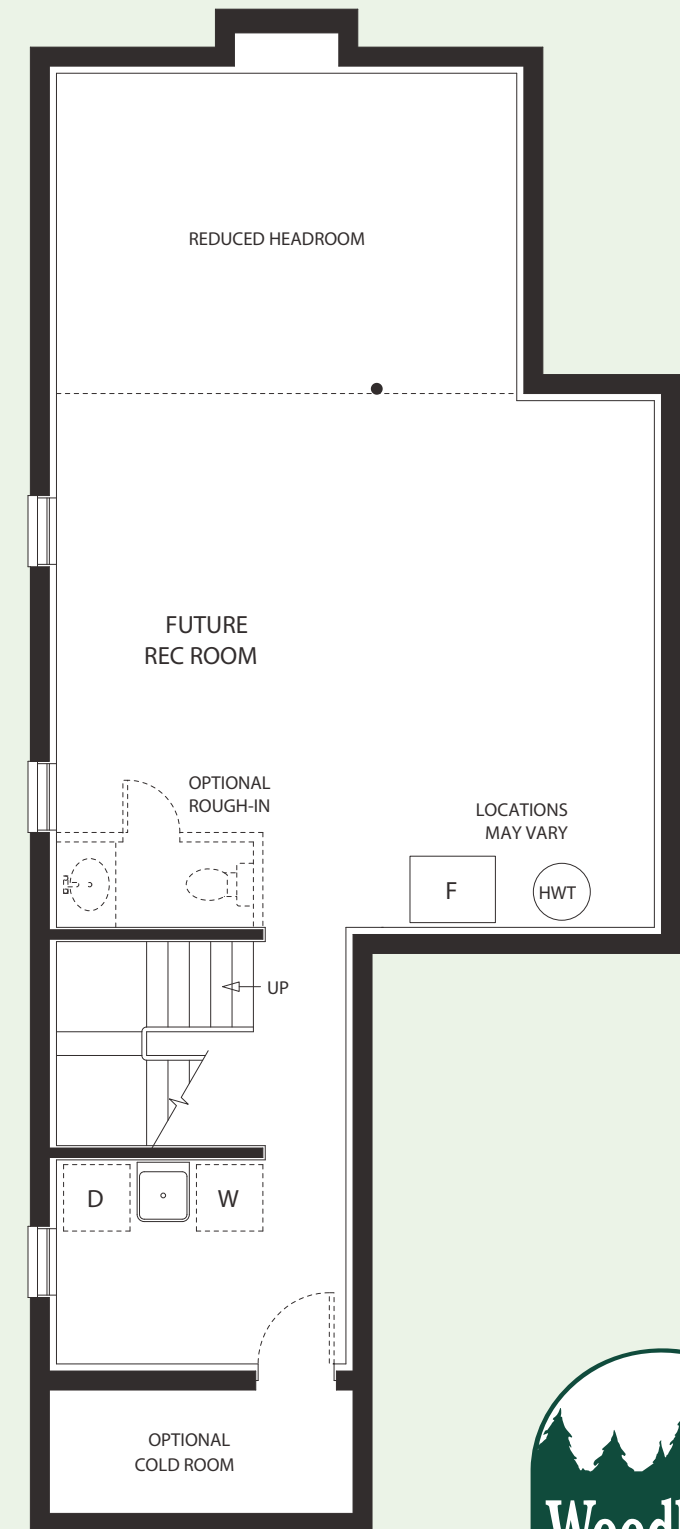 REDUCED HEADROOM
FUTURE
REC ROOM
OPTIONAL
ROUGH-IN
LOCATIONS
MAY VARY
F
HWT
UP
D
W
OPTIONAL
COLD ROOM